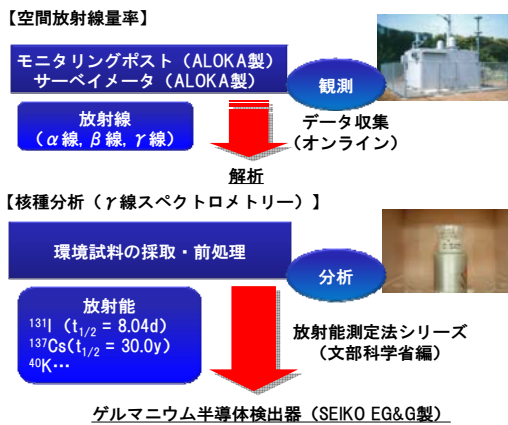 【空間放射線量率】
モニタリングポスト（ALOKA製）
サーベイメータ（ALOKA製）
観測
放射線
（α線, β線, γ線）
データ収集
（オンライン）
解析
【核種分析（γ線スペクトロメトリー）】
環境試料の採取・前処理
分析
放射能
¹³¹I (t₁/₂ = 8.04d)
¹³⁷Cs(t₁/₂ = 30.0y)
⁴⁰K…
放射能測定法シリーズ
（文部科学省編）
ゲルマニウム半導体検出器（SEIKO EG&G製）